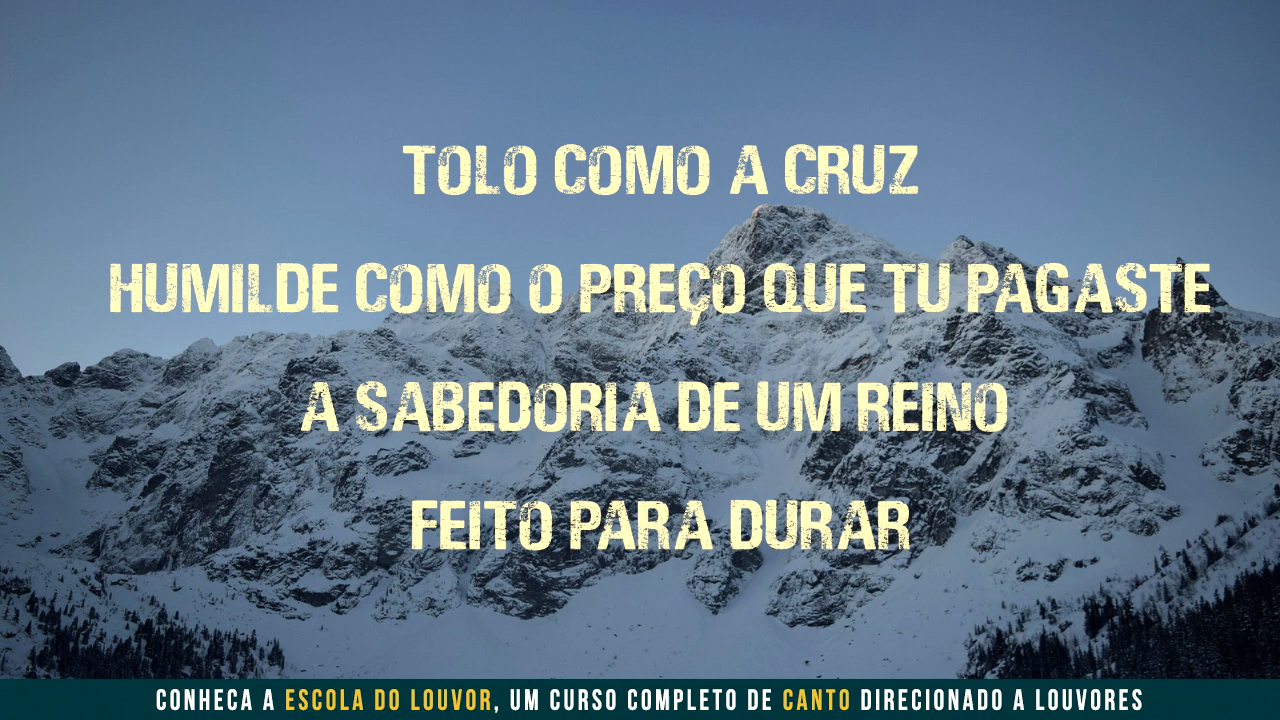 TOLO COMO A CRUZ
HUMILDE COMO O PREÇO QUE TU PAGASTE
A SABEDORIA DE UM REINO
FEITO PARA DURAR
CONHECA A ESCOLA DO LOUVOR, UM CURSO COMPLETO DE CANTO DIRECIONADO A LOUVORES